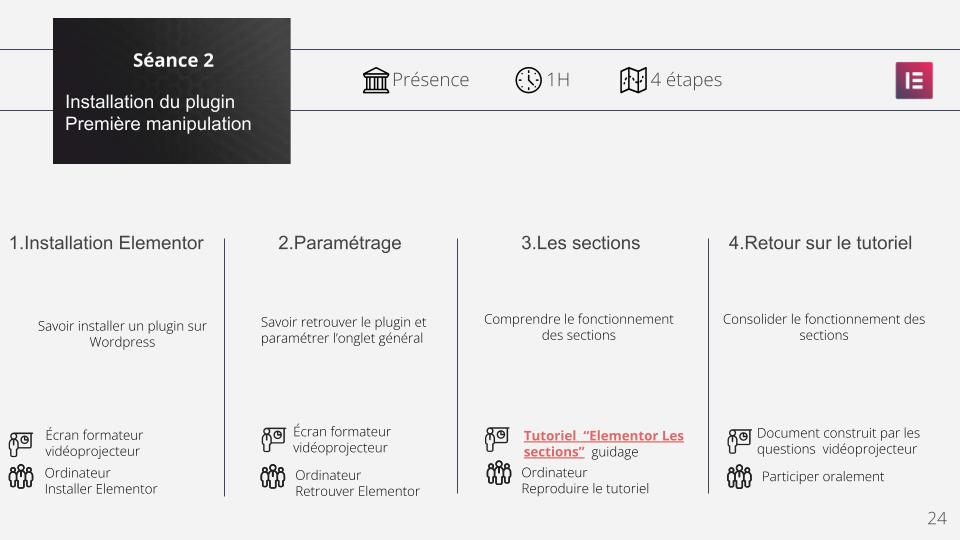 Séance 2
Installation du plugin
Première manipulation
Présence
1H
4 étapes
1.Installation Elementor
Savoir installer un plugin sur
Wordpress
Écran formateur
vidéoprojecteur
Ordinateur
Installer Elementor
2.Paramétrage
Savoir retrouver le plugin et
paramétrer l'onglet général
Écran formateur
vidéoprojecteur
Ordinateur
Retrouver Elementor
3.Les sections
Comprendre le fonctionnement
des sections
Tutoriel "Elementor Les
sections" guidage
Ordinateur
Reproduire le tutoriel
4.Retour sur le tutoriel
Consolider le fonctionnement des
sections
Document construit par les
questions vidéoprojecteur
Participer oralement
24